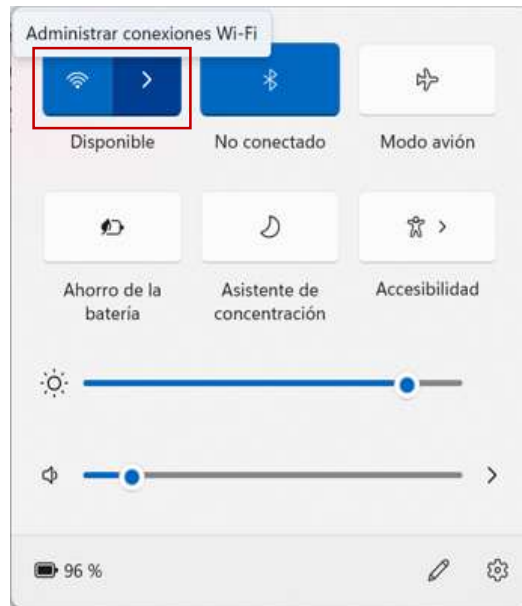 Administrar conexiones Wi-Fi
Disponible
No conectado
Modo avión
Ahorro de la
batería
Asistente de
concentración
Accesibilidad
96 %